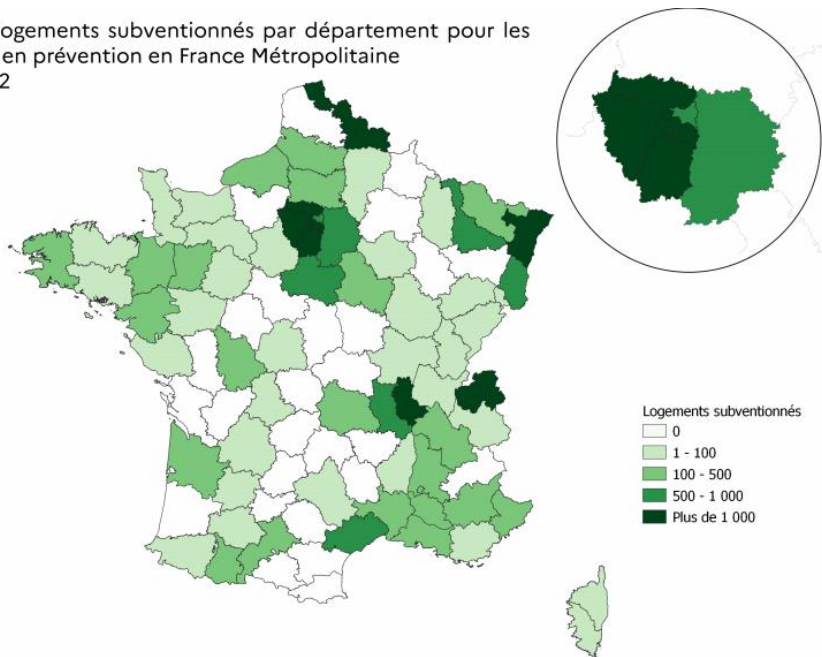 ogements subventionnés par département pour les
en prévention en France Métropolitaine
2
Logements subventionnés
0
1 - 100
100 - 500
500 - 1 000
Plus de 1 000